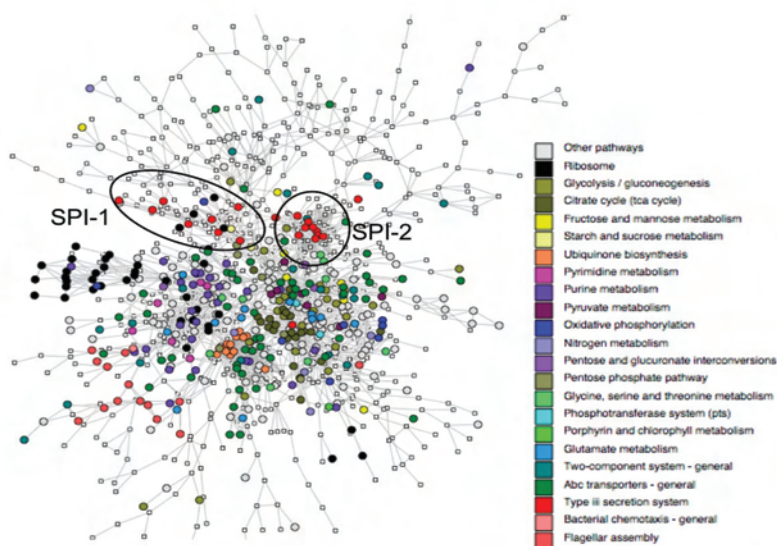 SPI-1
SPI-2
Other pathways
Ribosome
Glycolysis / gluconeogenesis
Citrate cycle (tca cycle)
Fructose and mannose metabolism
Starch and sucrose metabolism
Ubiquinone biosynthesis
Pyrimidine metabolism
Purine metabolism
Pyruvate metabolism
Oxidative phosphorylation
Nitrogen metabolism
Pentose and glucuronate interconversions
Pentose phosphate pathway
Glycine, serine and threonine metabolism
Phosphotransferase system (pts)
Porphyrin and chlorophyll metabolism
Glutamate metabolism
Two-component system - general
Abc transporters - general
Type iii secretion system
Bacterial chemotaxis - general
Flagellar assembly